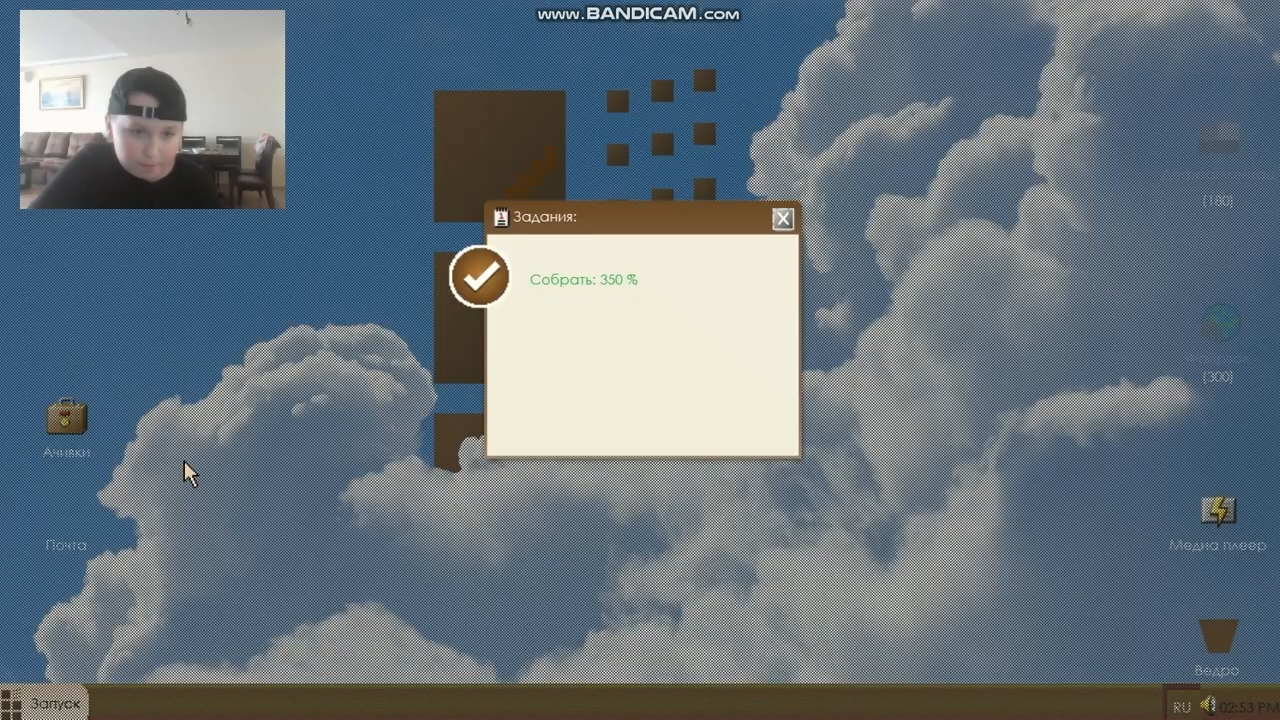 www.BANDICAM.com
Задания:
Собрать: 350 %
(180)
(300)
Ачивки
Почта
Медиа плеер
Ведро
Запуск
RU
02:53 PM